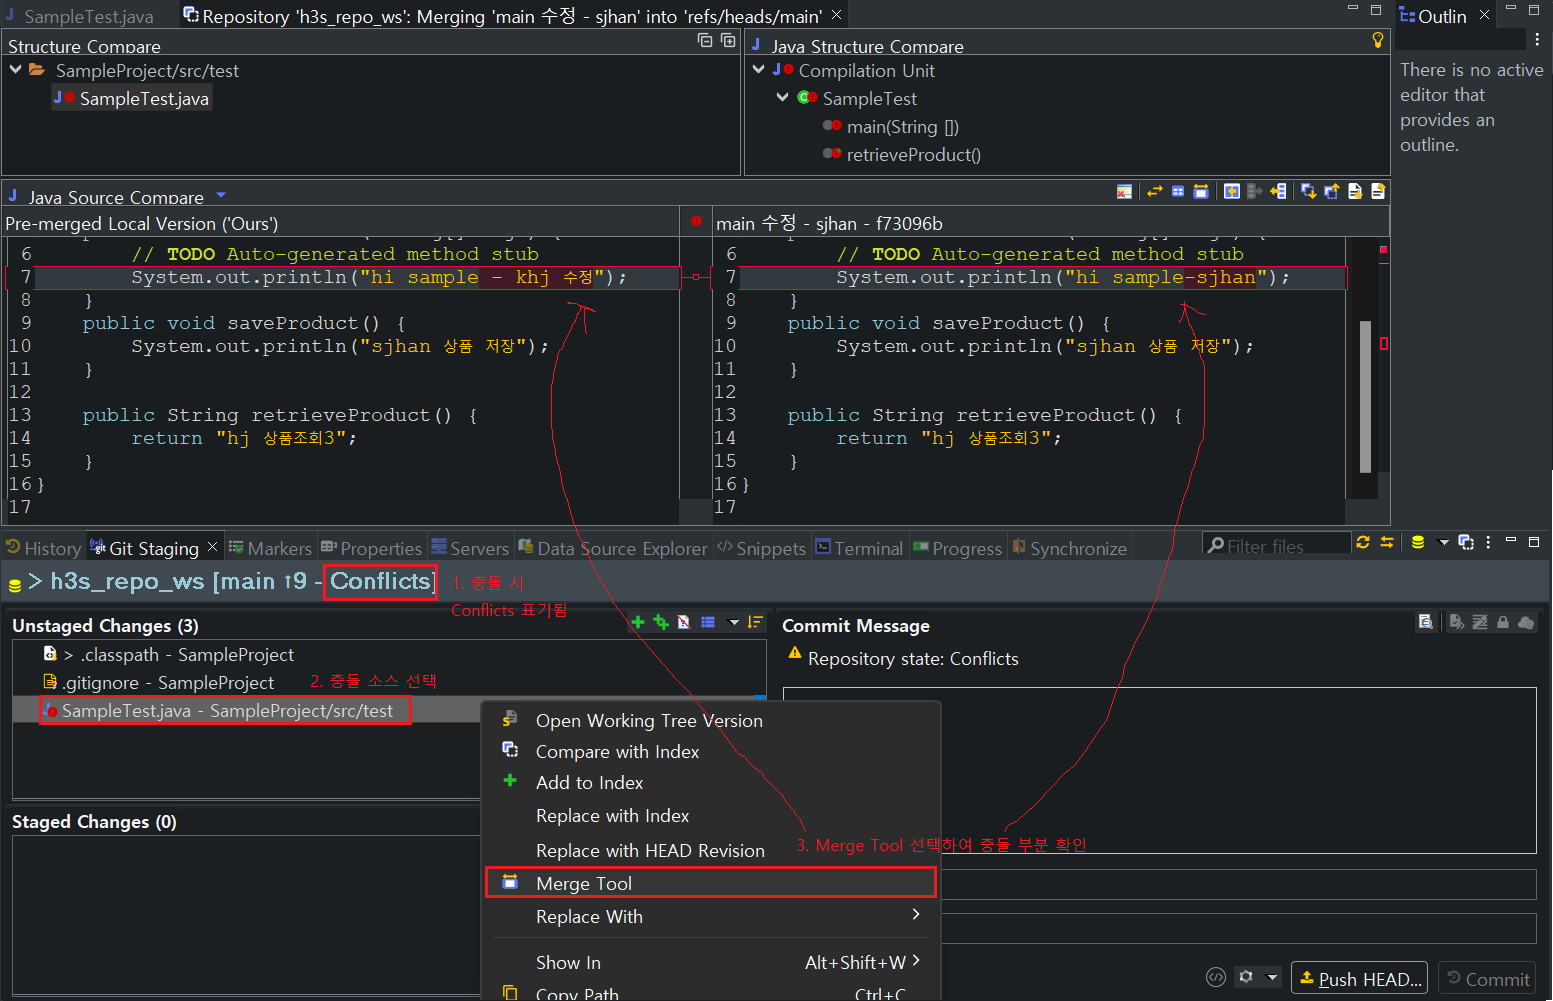 SampleTest.java
Repository 'h3s_repo_ws': Merging 'main 수정 - sjhan' into 'refs/heads/main'
Outlin
Structure Compare
SampleProject/src/test
SampleTest.java
Java Structure Compare
Compilation Unit
SampleTest
main(String [])
retrieveProduct()
There is no active
editor that
provides an
outline.
Java Source Compare
Pre-merged Local Version ('Ours')
main 수정 - sjhan - f73096b
6 // TODO Auto-generated method stub
7 System.out.println("hi sample - khj 수정");
8 }
9 public void saveProduct() {
10 System.out.println("sjhan 상품 저장");
11 }
12
13 public String retrieveProduct() {
14 return "hj 상품조회3";
15 }
16 }
17
6 // TODO Auto-generated method stub
7 System.out.println("hi sample-sjhan");
8 }
9 public void saveProduct() {
10 System.out.println("sjhan 상품 저장");
11 }
12
13 public String retrieveProduct() {
14 return "hj 상품조회3";
15 }
16 }
17
History
Git Staging
Markers
Properties
Servers
Data Source Explorer
Snippets
Terminal
Progress
Synchronize
Filter files
> h3s_repo_ws [main ↑9 - Conflicts]
1. 충돌 시
Conflicts 표기됨
Unstaged Changes (3)
> .classpath - SampleProject
.gitignore - SampleProject
2. 충돌 소스 선택
SampleTest.java - SampleProject/src/test
Staged Changes (0)
Commit Message
Repository state: Conflicts
Open Working Tree Version
Compare with Index
Add to Index
Replace with Index
Replace with HEAD Revision
3. Merge Tool 선택하여 충돌 부분 확인
Merge Tool
Replace With
Show In Alt+Shift+W
Copy Path Ctrl+C
Push HEAD...
Commit